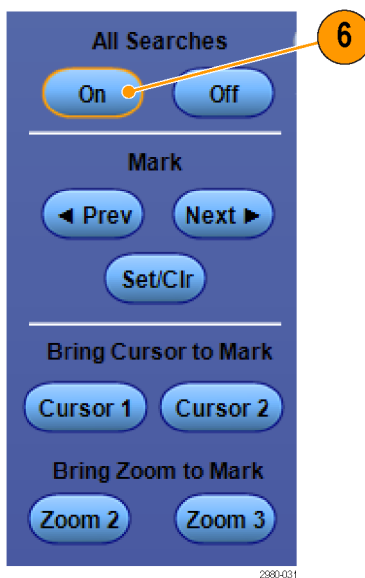 All Searches
6
On Off
Mark
◄ Prev Next ►
Set/Clr
Bring Cursor to Mark
Cursor 1 Cursor 2
Bring Zoom to Mark
Zoom 2 Zoom 3
2980-031